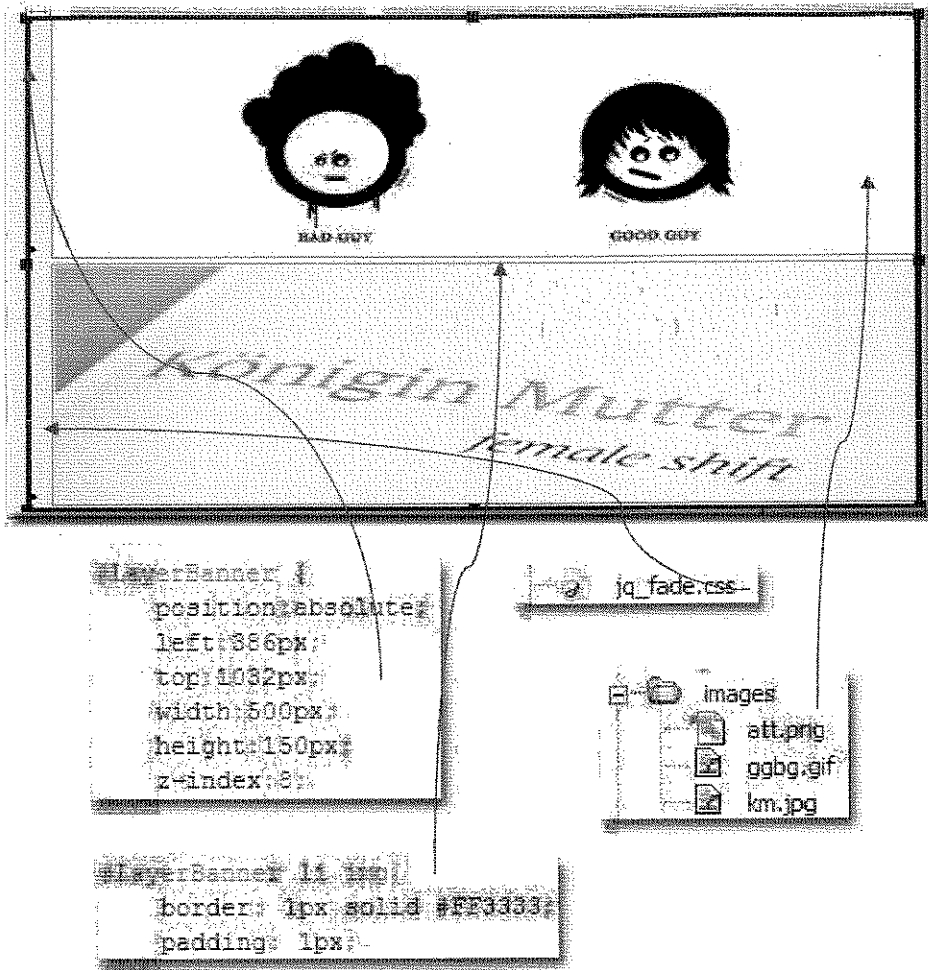 BAD GUY
GOOD GUY
Königin Mutter
female shift
#LayerBanner {
position:absolute;
left:386px;
top:1032px;
width:500px;
height:150px;
z-index:8;
jq_fade.css
images
att.png
ggbg.gif
km.jpg
#LayerBanner li img{
border: 1px solid #FF3333;
padding: 1px;